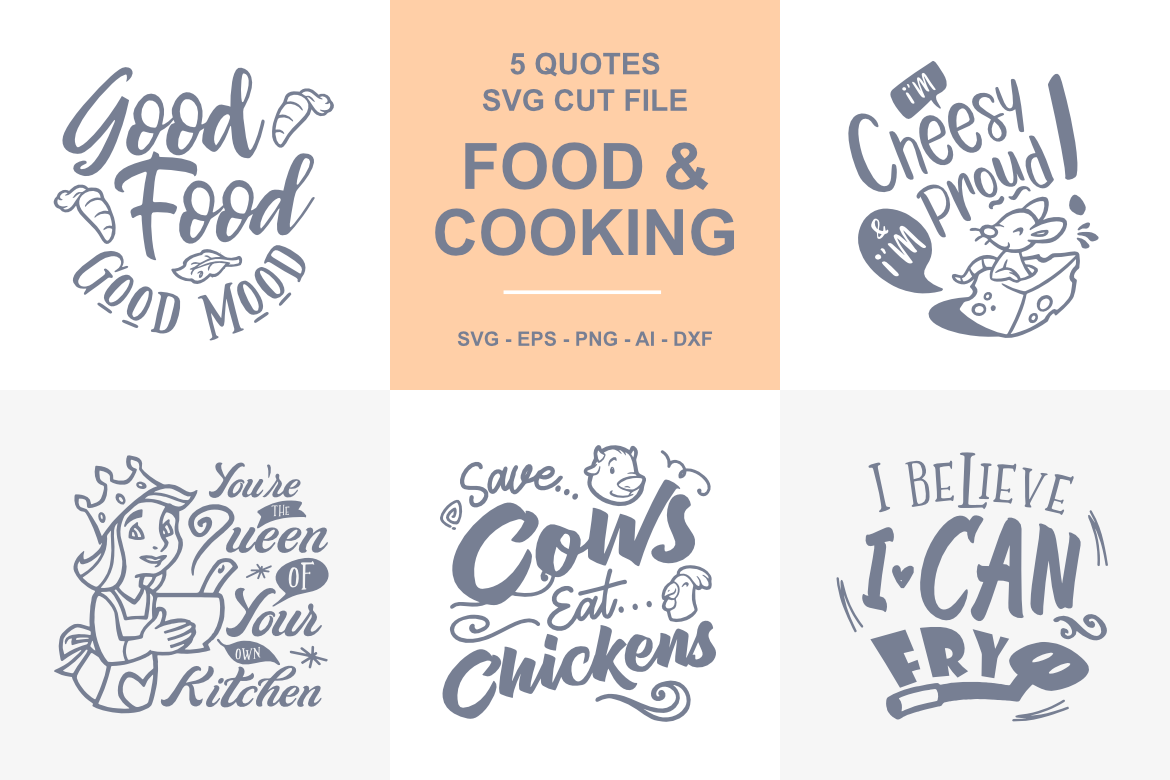 Good
Food
GOOD MOOD
5 QUOTES
SVG CUT FILE
FOOD &
COOKING
SVG - EPS - PNG - AI - DXF
i'm
Cheesy
& i'm
proud!
You're
THE
Queen
OF
Your
OWN
Kitchen
Save...
Cows
Eat...
Chickens
I BELIEVE
I CAN
FRY